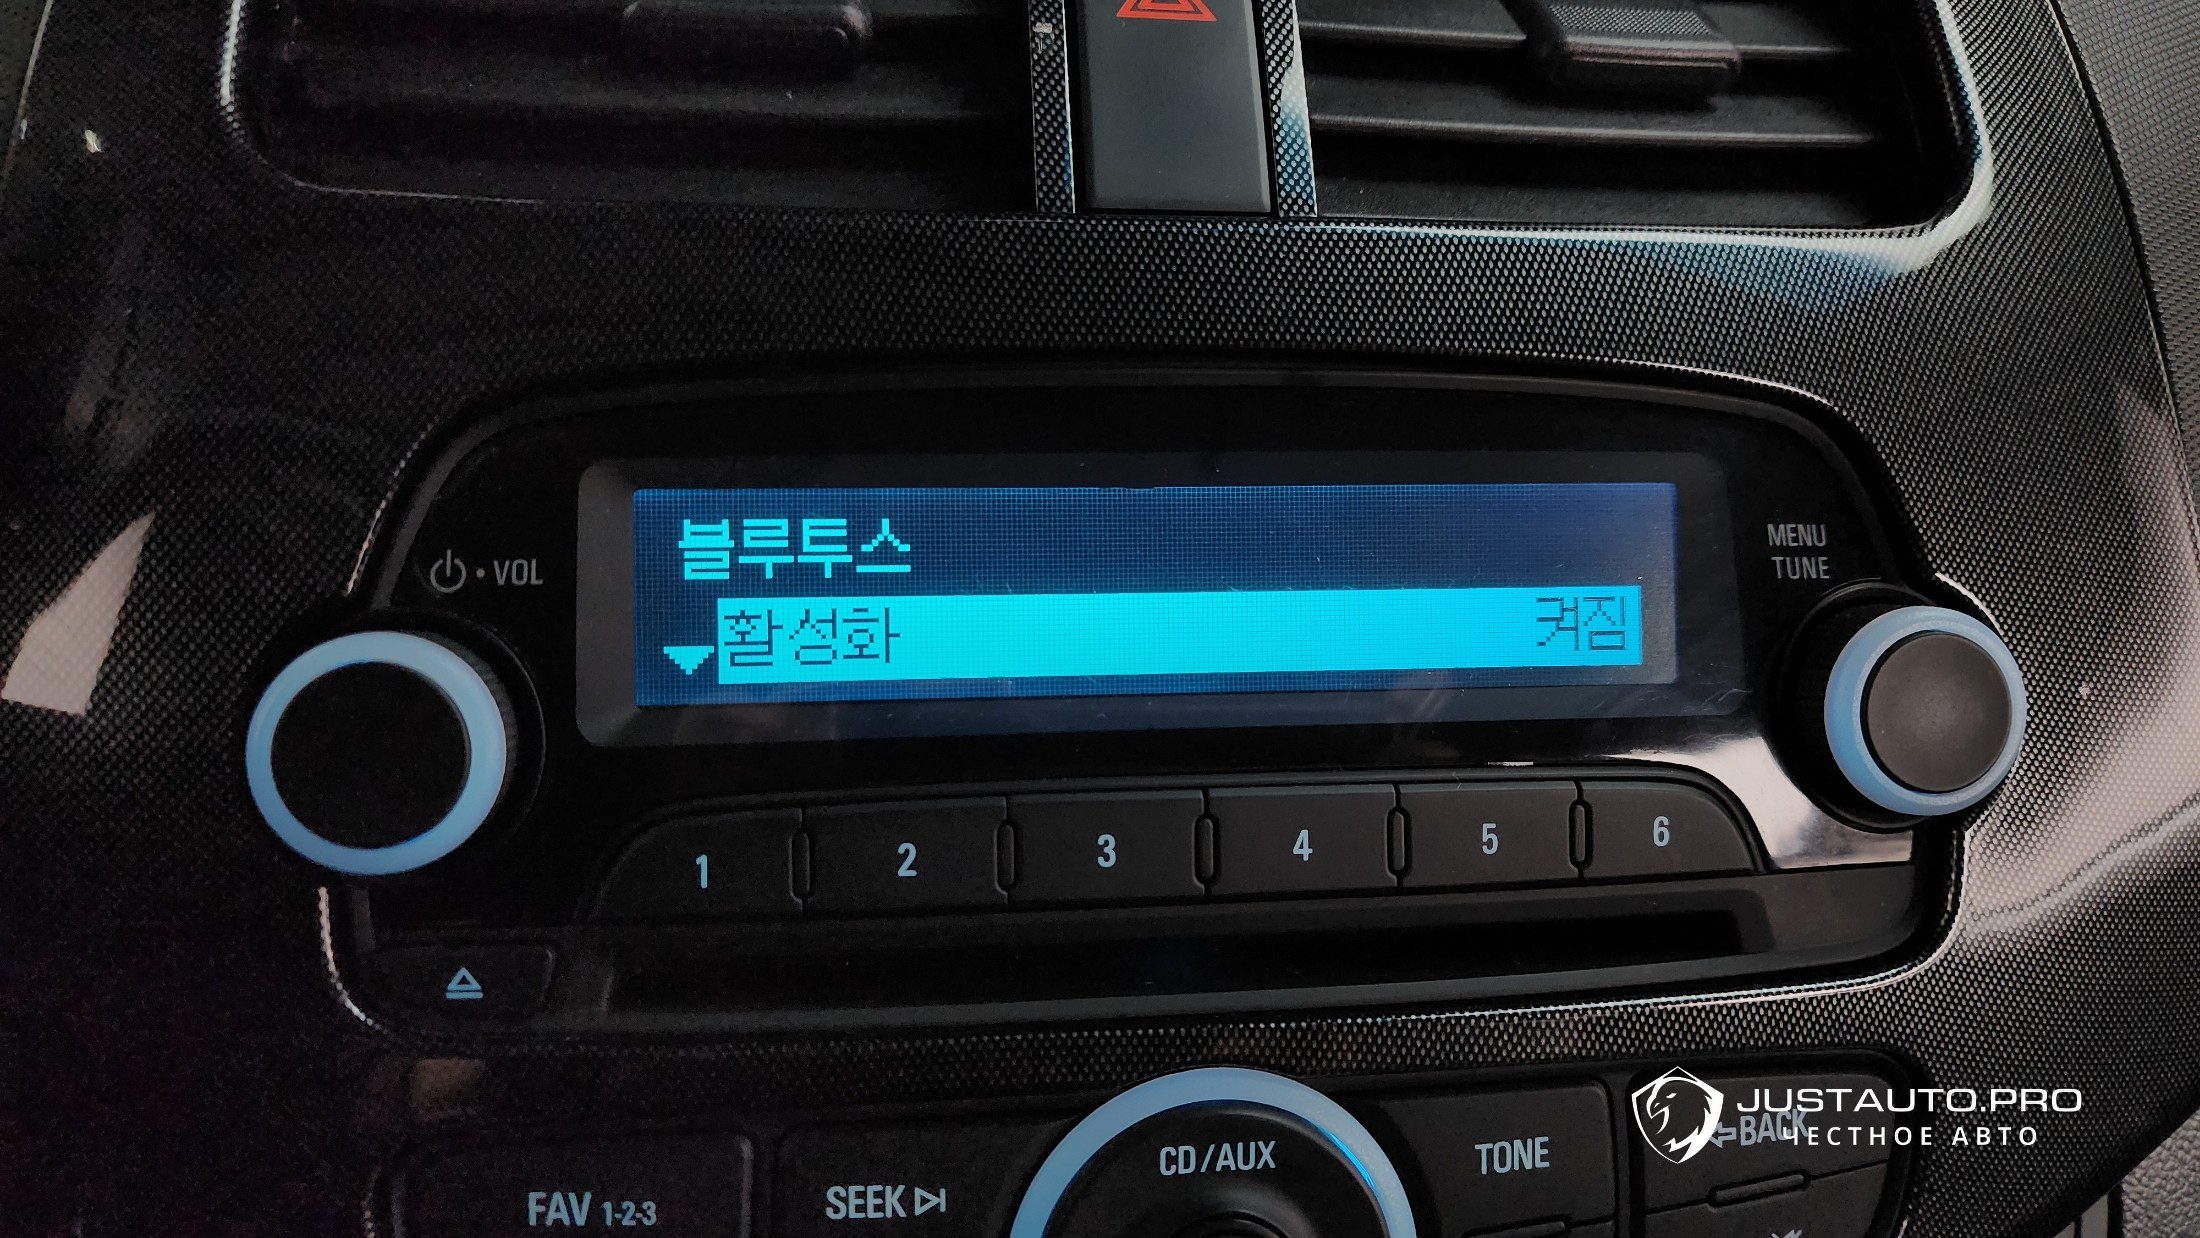 VOL
MENU
TUNE
블루투스
활성화 켜짐
1 2 3 4 5 6
CD/AUX
TONE
BACK
FAV 1-2-3
SEEK
JUSTAUTO.PRO
ЧЕСТНОЕ АВТО